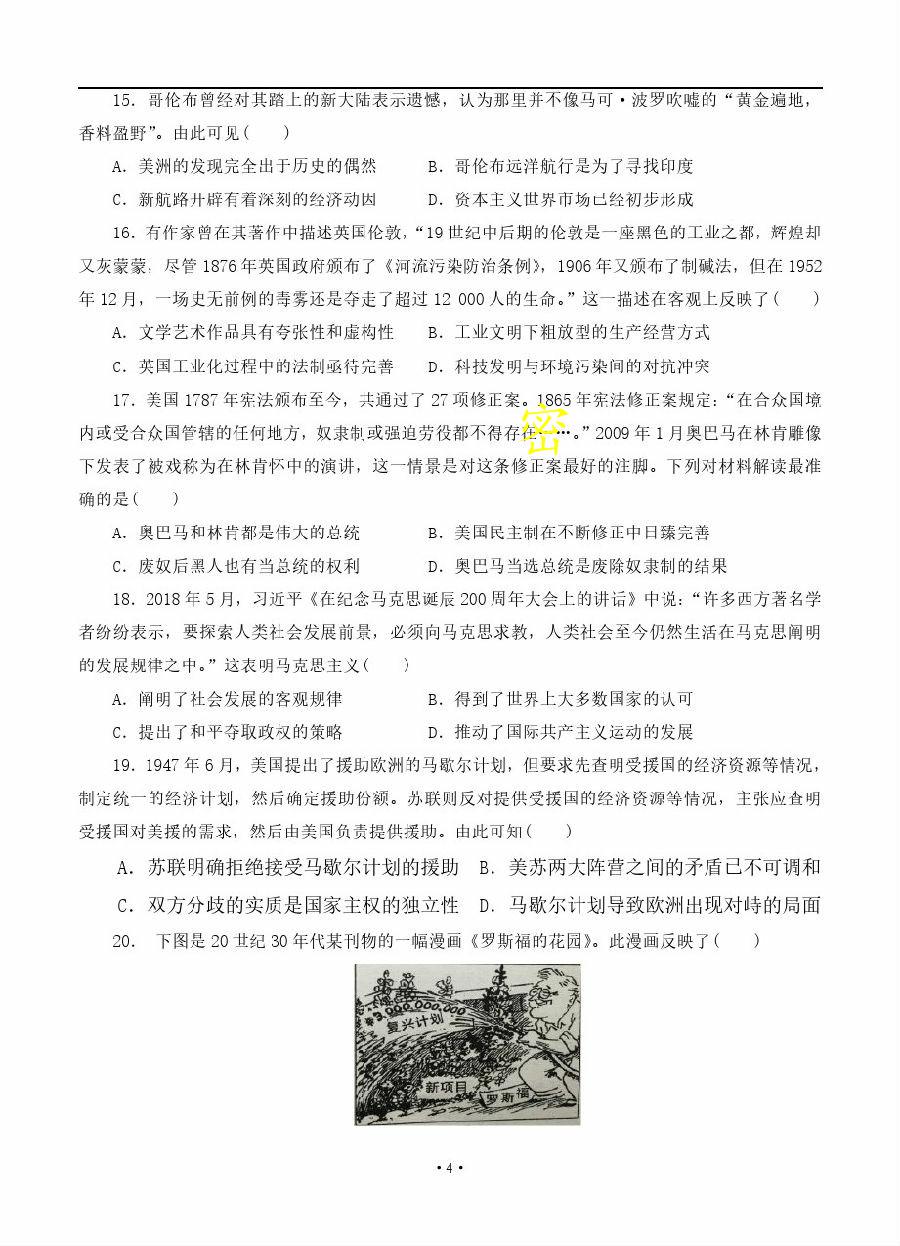 15．哥伦布曾经对其踏上的新大陆表示遗憾，认为那里并不像马可·波罗吹嘘的“黄金遍地，
香料盈野”。由此可见(　　)
A．美洲的发现完全出于历史的偶然　　B．哥伦布远洋航行是为了寻找印度
C．新航路开辟有着深刻的经济动因　　D．资本主义世界市场已经初步形成
16．有作家曾在其著作中描述英国伦敦，“19世纪中后期的伦敦是一座黑色的工业之都，辉煌却
又灰蒙蒙，尽管1876年英国政府颁布了《河流污染防治条例》，1906年又颁布了制碱法，但在1952
年12月，一场史无前例的毒雾还是夺走了超过12 000人的生命。”这一描述在客观上反映了(　　)
A．文学艺术作品具有夸张性和虚构性　　B．工业文明下粗放型的生产经营方式
C．英国工业化过程中的法制亟待完善　　D．科技发明与环境污染间的对抗冲突
17．美国1787年宪法颁布至今，共通过了27项修正案。1865年宪法修正案规定：“在合众国境
内或受合众国管辖的任何地方，奴隶制或强迫劳役都不得存在……。”2009年1月奥巴马在林肯雕像
密
下发表了被戏称为在林肯怀中的演讲，这一情景是对这条修正案最好的注脚。下列对材料解读最准
确的是(　　)
A．奥巴马和林肯都是伟大的总统　　B．美国民主制在不断修正中日臻完善
C．废奴后黑人也有当总统的权利　　D．奥巴马当选总统是废除奴隶制的结果
18．2018年5月，习近平《在纪念马克思诞辰200周年大会上的讲话》中说：“许多西方著名学
者纷纷表示，要探索人类社会发展前景，必须向马克思求教，人类社会至今仍然生活在马克思阐明
的发展规律之中。”这表明马克思主义(　　)
A．阐明了社会发展的客观规律　　B．得到了世界上大多数国家的认可
C．提出了和平夺取政权的策略　　D．推动了国际共产主义运动的发展
19．1947年6月，美国提出了援助欧洲的马歇尔计划，但要求先查明受援国的经济资源等情况，
制定统一的经济计划，然后确定援助份额。苏联则反对提供受援国的经济资源等情况，主张应查明
受援国对美援的需求，然后由美国负责提供援助。由此可知(　　)
A．苏联明确拒绝接受马歇尔计划的援助　B．美苏两大阵营之间的矛盾已不可调和
C．双方分歧的实质是国家主权的独立性　D．马歇尔计划导致欧洲出现对峙的局面
20．　下图是20世纪30年代某刊物的一幅漫画《罗斯福的花园》。此漫画反映了(　　)
$3,000,000,000
复兴计划
新项目
罗斯福
·4·